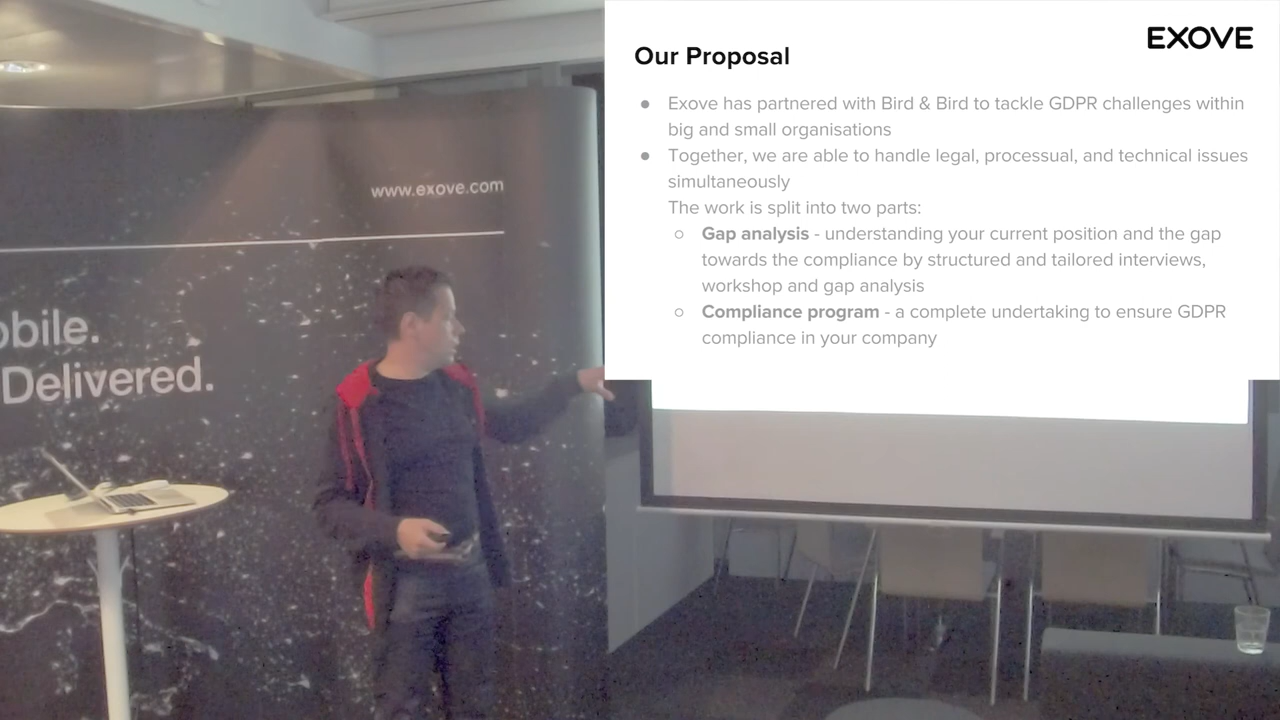 EXOVE
Our Proposal
● Exove has partnered with Bird & Bird to tackle GDPR challenges within
big and small organisations
● Together, we are able to handle legal, processual, and technical issues
simultaneously
The work is split into two parts:
○ Gap analysis - understanding your current position and the gap
towards the compliance by structured and tailored interviews,
workshop and gap analysis
○ Compliance program - a complete undertaking to ensure GDPR
compliance in your company
www.exove.com
obile.
Delivered.